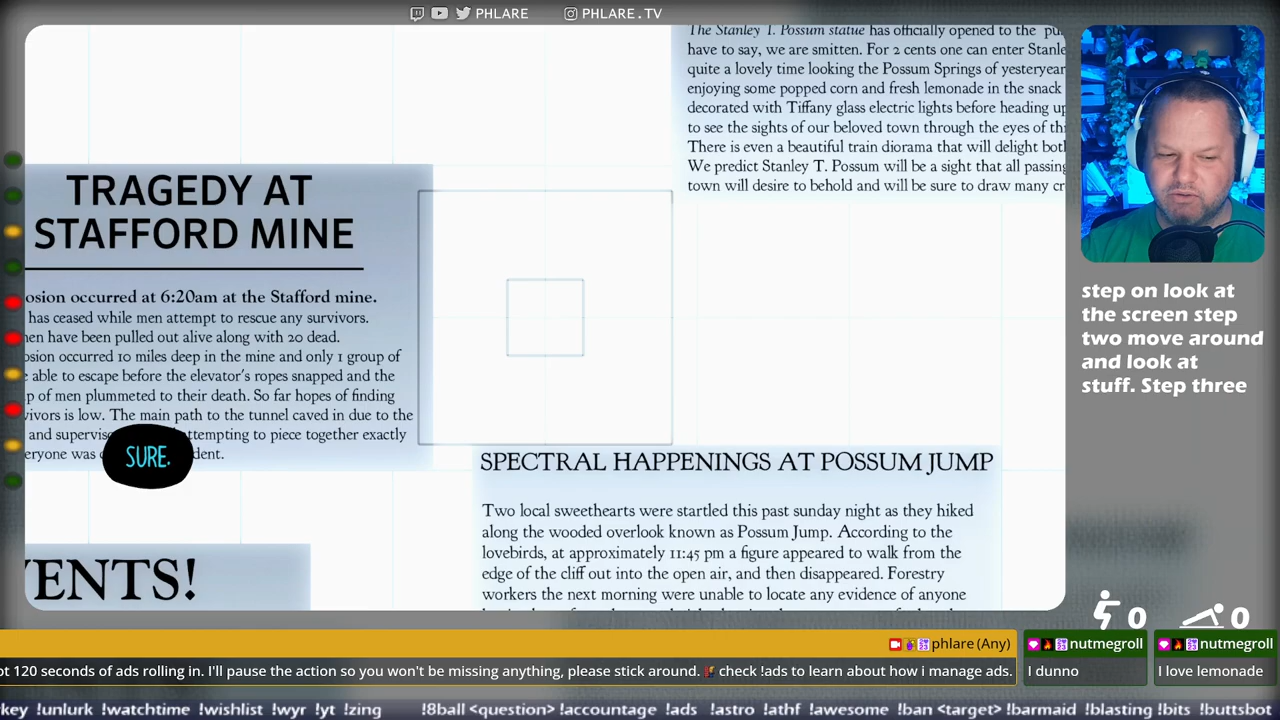 PHLARE
PHLARE.TV
The Stanley T. Possum statue has officially opened to the
have to say, we are smitten. For 2 cents one can enter
quite a lovely time looking the Possum Springs of yesteryear
enjoying some popped corn and fresh lemonade in the snack
decorated with Tiffany glass electric lights before heading up
to see the sights of our beloved town through the eyes of
There is even a beautiful train diorama that will delight
We predict Stanley T. Possum will be a sight that all passing
town will desire to behold and will be sure to draw many
TRAGEDY AT
STAFFORD MINE
osion occurred at 6:20am at the Stafford mine.
has ceased while men attempt to rescue any survivors.
have been pulled out alive along with 20 dead.
osion occurred 10 miles deep in the mine and only 1 group of
able to escape before the elevator's ropes snapped and the
p of men plummeted to their death. So far hopes of finding
vivors is low. The main path to the tunnel caved in due to the
and supervis ttempting to piece together exactly
eryone was dent.
SURE.
SPECTRAL HAPPENINGS AT POSSUM JUMP
Two local sweethearts were startled this past sunday night as they hiked
along the wooded overlook known as Possum Jump. According to the
lovebirds, at approximately 11:45 pm a figure appeared to walk from the
edge of the cliff out into the open air, and then disappeared. Forestry
workers the next morning were unable to locate any evidence of anyone
VENTS!
step on look at
the screen step
two move around
and look at
stuff. Step three
0
0
phlare (Any)
ot 120 seconds of ads rolling in. I'll pause the action so you won't be missing anything, please stick around. check !ads to learn about how i manage ads.
nutmegroll
I dunno
nutmegroll
I love lemonade
key !unlurk !watchtime !wishlist !wyr !yt !zing !8ball <question> !accountage !ads !astro !athf !awesome !ban <target> !barmaid !blasting !bits !buttsbot